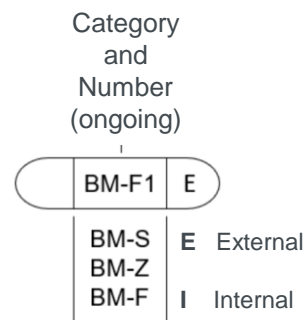 Category
and
Number
(ongoing)
BM-F1 E
BM-S E External
BM-Z
BM-F I Internal